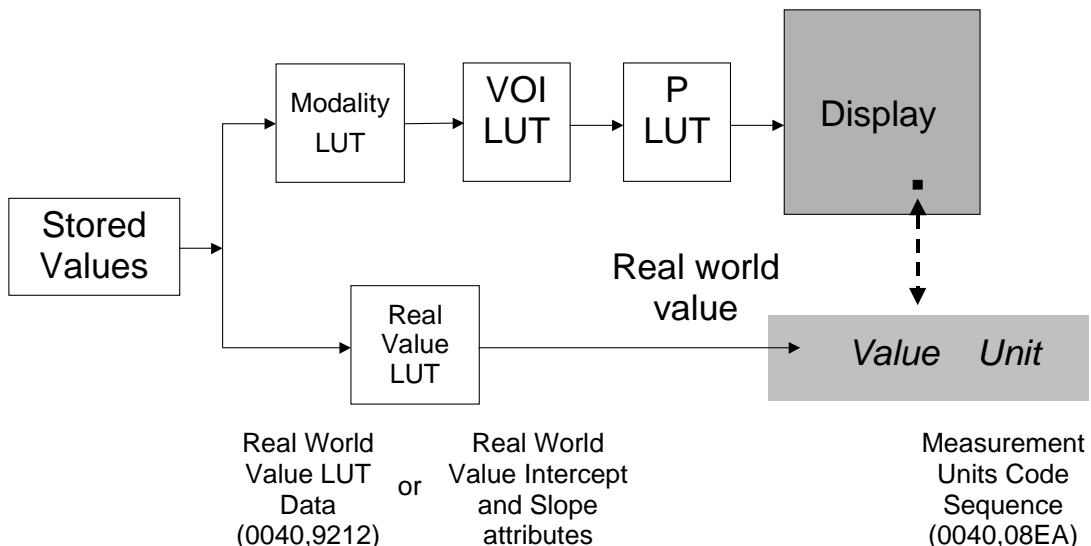 Modality
LUT
VOI
LUT
P
LUT
Display
Stored
Values
Real world
value
Real
Value
LUT
Value Unit
Real World
Value LUT
Data
(0040,9212)
or
Real World
Value Intercept
and Slope
attributes
Measurement
Units Code
Sequence
(0040,08EA)